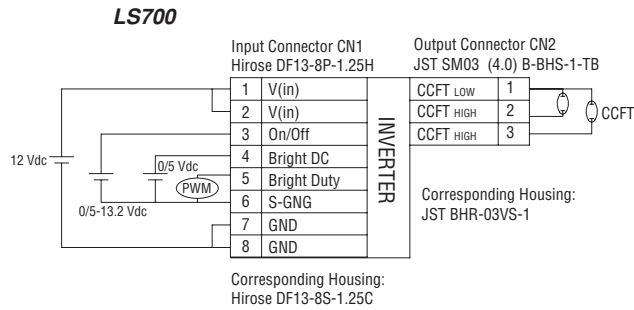 LS700
Input Connector CN1
Hirose DF13-8P-1.25H
Output Connector CN2
JST SM03 (4.0) B-BHS-1-TB
1 V(in)
2 V(in)
3 On/Off
4 Bright DC
5 Bright Duty
6 S-GNG
7 GND
8 GND
INVERTER
CCFT LOW 1
CCFT HIGH 2
CCFT HIGH 3
CCFT
12 Vdc
0/5 Vdc
PWM
0/5-13.2 Vdc
Corresponding Housing:
JST BHR-03VS-1
Corresponding Housing:
Hirose DF13-8S-1.25C